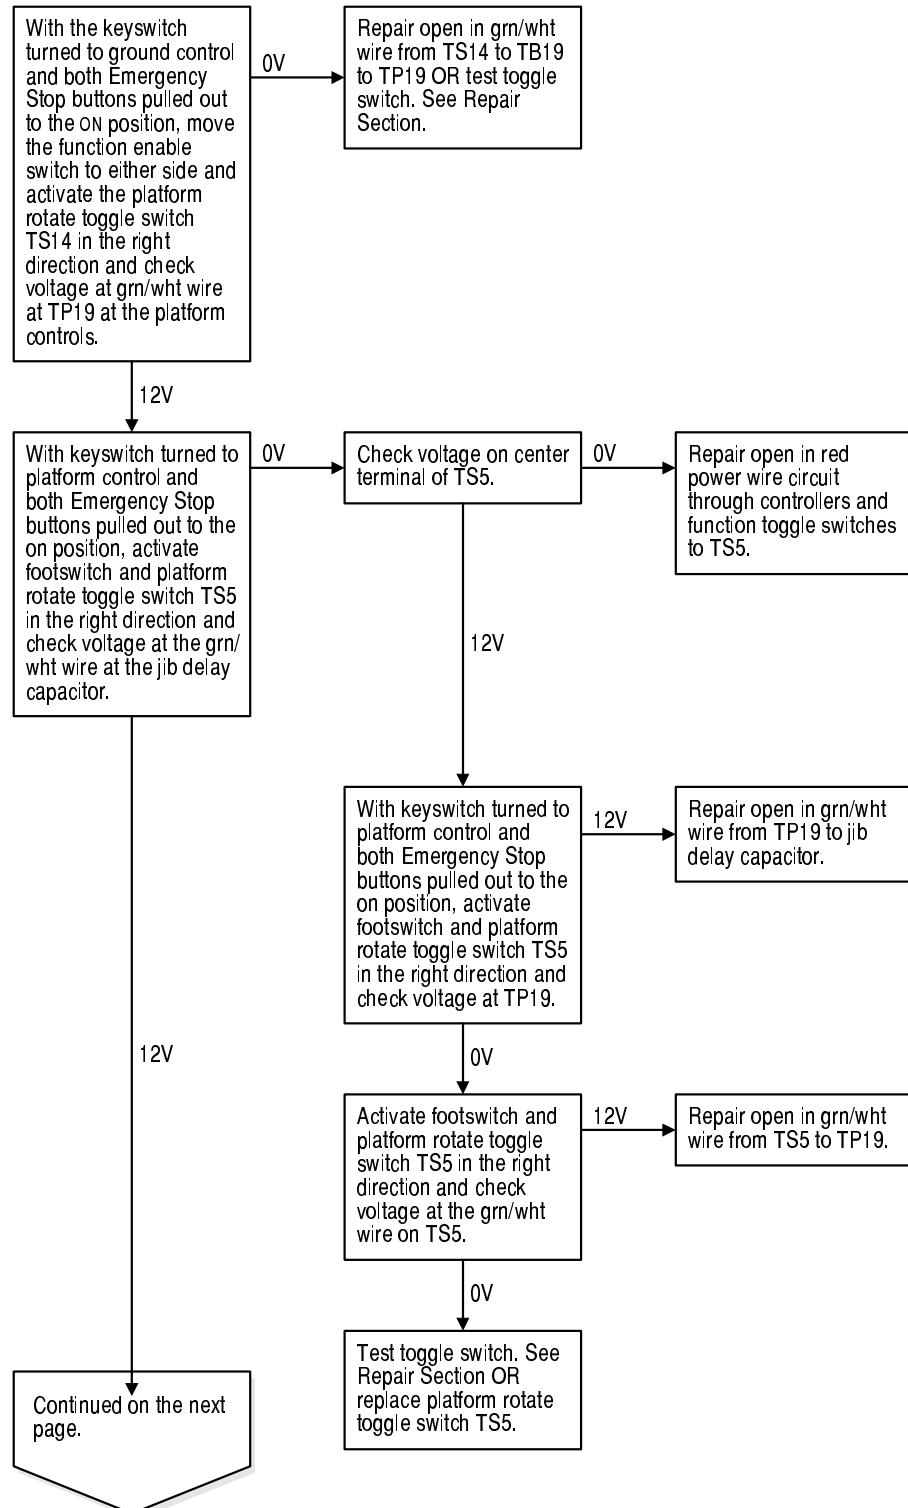 With the keyswitch
turned to ground control
and both Emergency
Stop buttons pulled out
to the ON position, move
the function enable
switch to either side and
activate the platform
rotate toggle switch
TS14 in the right
direction and check
voltage at grn/wht wire
at TP19 at the platform
controls.
0V
Repair open in grn/wht
wire from TS14 to TB19
to TP19 OR test toggle
switch. See Repair
Section.
12V
With keyswitch turned to
platform control and
both Emergency Stop
buttons pulled out to the
on position, activate
footswitch and platform
rotate toggle switch TS5
in the right direction and
check voltage at the grn/
wht wire at the jib delay
capacitor.
0V
Check voltage on center
terminal of TS5.
0V
Repair open in red
power wire circuit
through controllers and
function toggle switches
to TS5.
12V
With keyswitch turned to
platform control and
both Emergency Stop
buttons pulled out to the
on position, activate
footswitch and platform
rotate toggle switch TS5
in the right direction and
check voltage at TP19.
12V
Repair open in grn/wht
wire from TP19 to jib
delay capacitor.
12V
0V
Activate footswitch and
platform rotate toggle
switch TS5 in the right
direction and check
voltage at the grn/wht
wire on TS5.
12V
Repair open in grn/wht
wire from TS5 to TP19.
0V
Test toggle switch. See
Repair Section OR
replace platform rotate
toggle switch TS5.
Continued on the next
page.